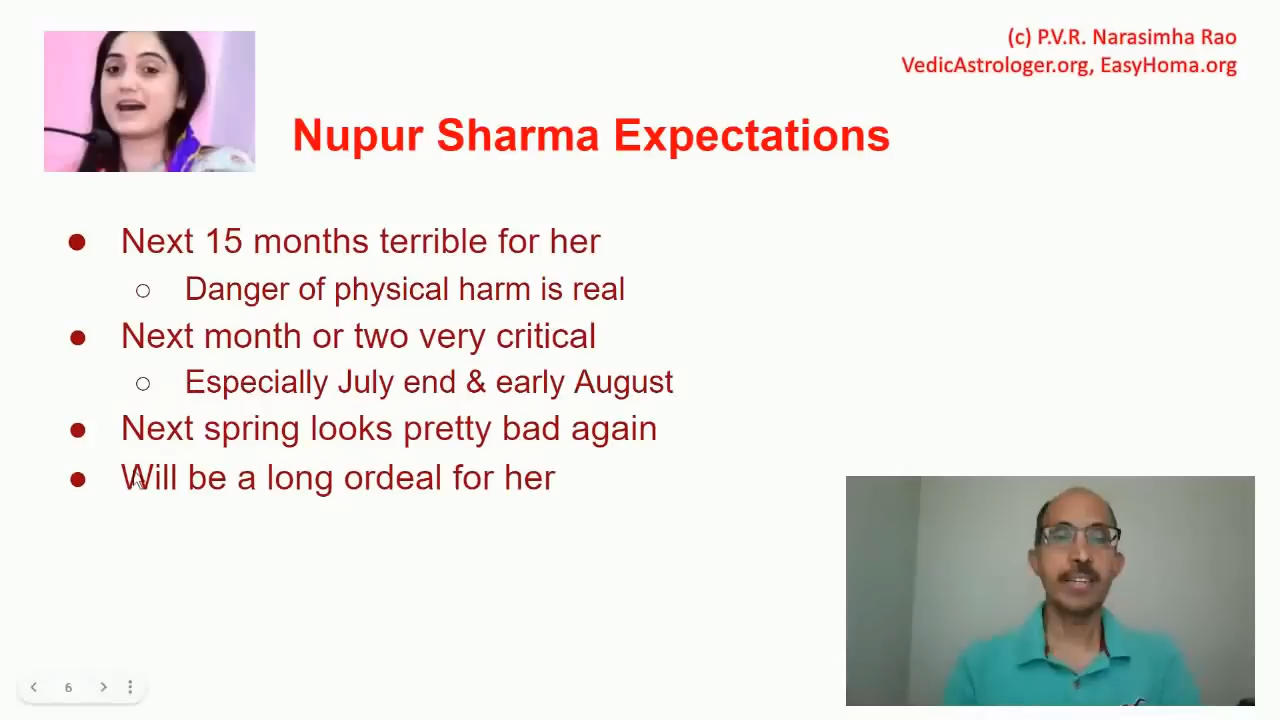 (c) P.V.R. Narasimha Rao
VedicAstrologer.org, EasyHoma.org
Nupur Sharma Expectations
● Next 15 months terrible for her
○ Danger of physical harm is real
● Next month or two very critical
○ Especially July end & early August
● Next spring looks pretty bad again
● Will be a long ordeal for her
6